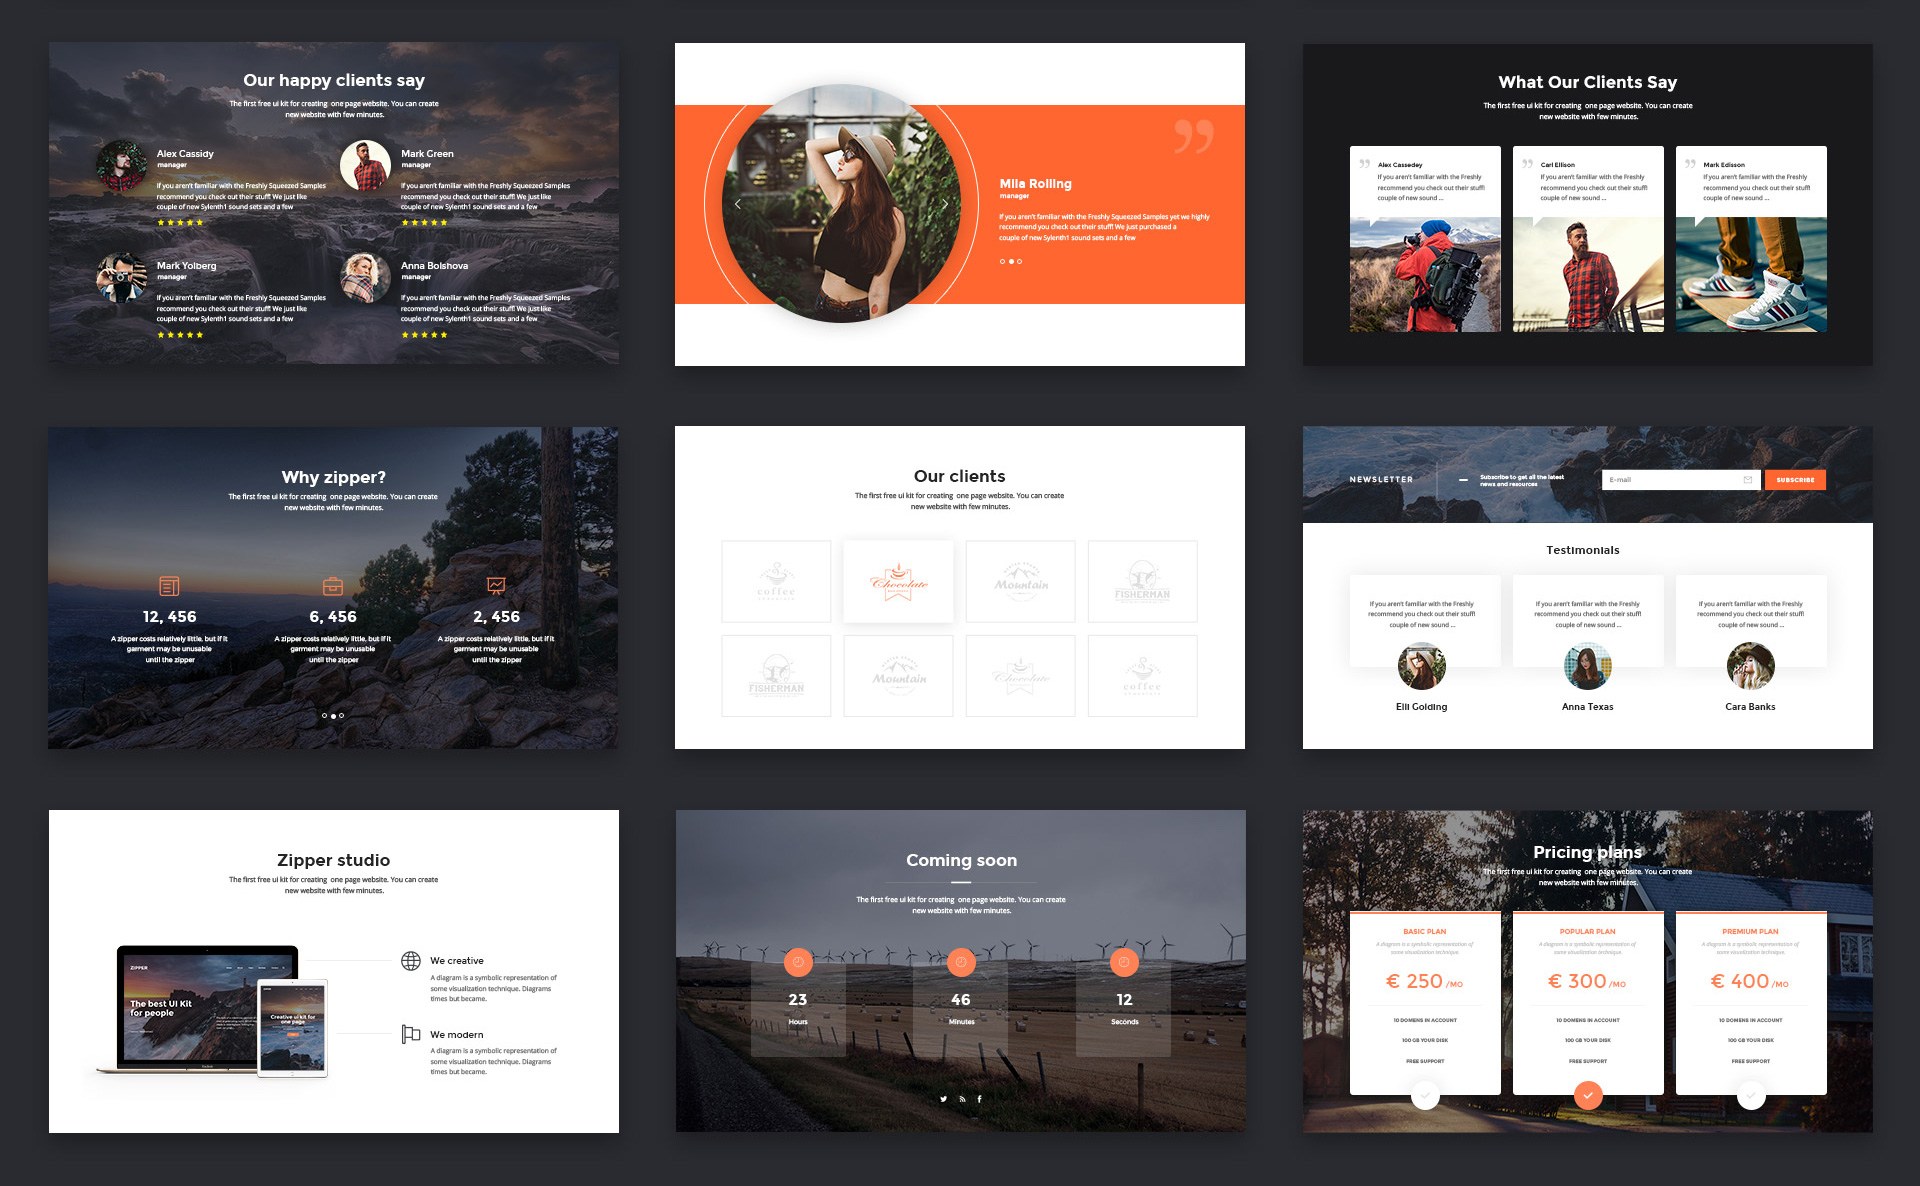 Our happy clients say
The first free ui kit for creating one page website. You can create
new website with few minutes.
Alex Cassidy
manager
If you aren't familiar with the Freshly Squeezed Samples
recommend you check out their stuff! We just like
couple of new Sylenth1 sound sets and a few
Mark Green
manager
If you aren't familiar with the Freshly Squeezed Samples
recommend you check out their stuff! We just like
couple of new Sylenth1 sound sets and a few
Mark Yolberg
manager
If you aren't familiar with the Freshly Squeezed Samples
recommend you check out their stuff! We just like
couple of new Sylenth1 sound sets and a few
Anna Bolshova
manager
If you aren't familiar with the Freshly Squeezed Samples
recommend you check out their stuff! We just like
couple of new Sylenth1 sound sets and a few
Mila Rolling
manager
If you aren't familiar with the Freshly Squeezed Samples yet we highly
recommend you check out their stuff! We just purchased a
couple of new Sylenth1 sound sets and a few
What Our Clients Say
The first free ui kit for creating one page website. You can create
new website with few minutes.
Alex Cassedey
If you aren't familiar with the Freshly
recommend you check out their stuff!
couple of new sound ...
Carl Ellison
If you aren't familiar with the Freshly
recommend you check out their stuff!
couple of new sound ...
Mark Edisson
If you aren't familiar with the Freshly
recommend you check out their stuff!
couple of new sound ...
Why zipper?
The first free ui kit for creating one page website. You can create
new website with few minutes.
12, 456
A zipper costs relatively little, but if it
garment may be unusable
until the zipper
6, 456
A zipper costs relatively little, but if it
garment may be unusable
until the zipper
2, 456
A zipper costs relatively little, but if it
garment may be unusable
until the zipper
Our clients
The first free ui kit for creating one page website. You can create
new website with few minutes.
coffee
Chocolate
Mountain
FISHERMAN
FISHERMAN
Mountain
Chocolate
coffee
NEWSLETTER
Subscribe to get all the latest
news and resources
E-mail
SUBSCRIBE
Testimonials
If you aren't familiar with the Freshly
recommend you check out their stuff!
couple of new sound ...
Elli Golding
If you aren't familiar with the Freshly
recommend you check out their stuff!
couple of new sound ...
Anna Texas
If you aren't familiar with the Freshly
recommend you check out their stuff!
couple of new sound ...
Cara Banks
Zipper studio
The first free ui kit for creating one page website. You can create
new website with few minutes.
ZIPPER
The best UI Kit
for people
Creative ui kit for
one page
We creative
A diagram is a symbolic representation of
some visualization technique. Diagrams
times but became.
We modern
A diagram is a symbolic representation of
some visualization technique. Diagrams
times but became.
Coming soon
The first free ui kit for creating one page website. You can create
new website with few minutes.
23
Hours
46
Minutes
12
Seconds
Pricing plans
The first free ui kit for creating one page website. You can create
new website with few minutes.
BASIC PLAN
A diagram is a symbolic representation of
some visualization technique.
€ 250 /MO
10 DOMENS IN ACCOUNT
100 GB YOUR DISK
FREE SUPPORT
POPULAR PLAN
A diagram is a symbolic representation of
some visualization technique.
€ 300 /MO
10 DOMENS IN ACCOUNT
100 GB YOUR DISK
FREE SUPPORT
PREMIUM PLAN
A diagram is a symbolic representation of
some visualization technique.
€ 400 /MO
10 DOMENS IN ACCOUNT
100 GB YOUR DISK
FREE SUPPORT